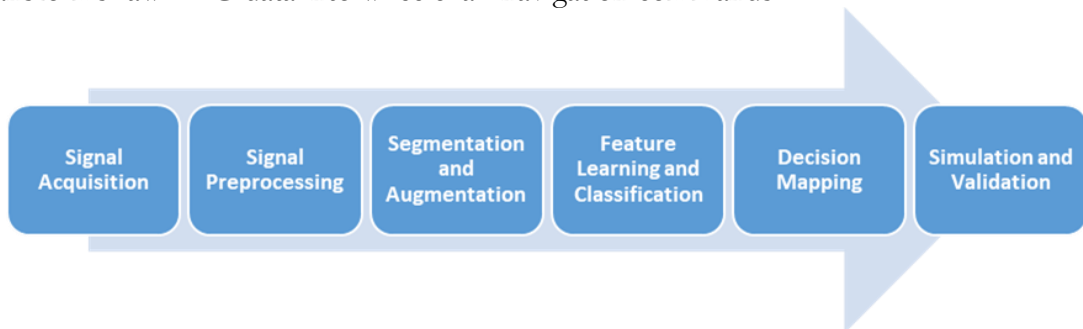 Signal
Acquisition
Signal
Preprocessing
Segmentation
and
Augmentation
Feature
Learning and
Classification
Decision
Mapping
Simulation and
Validation